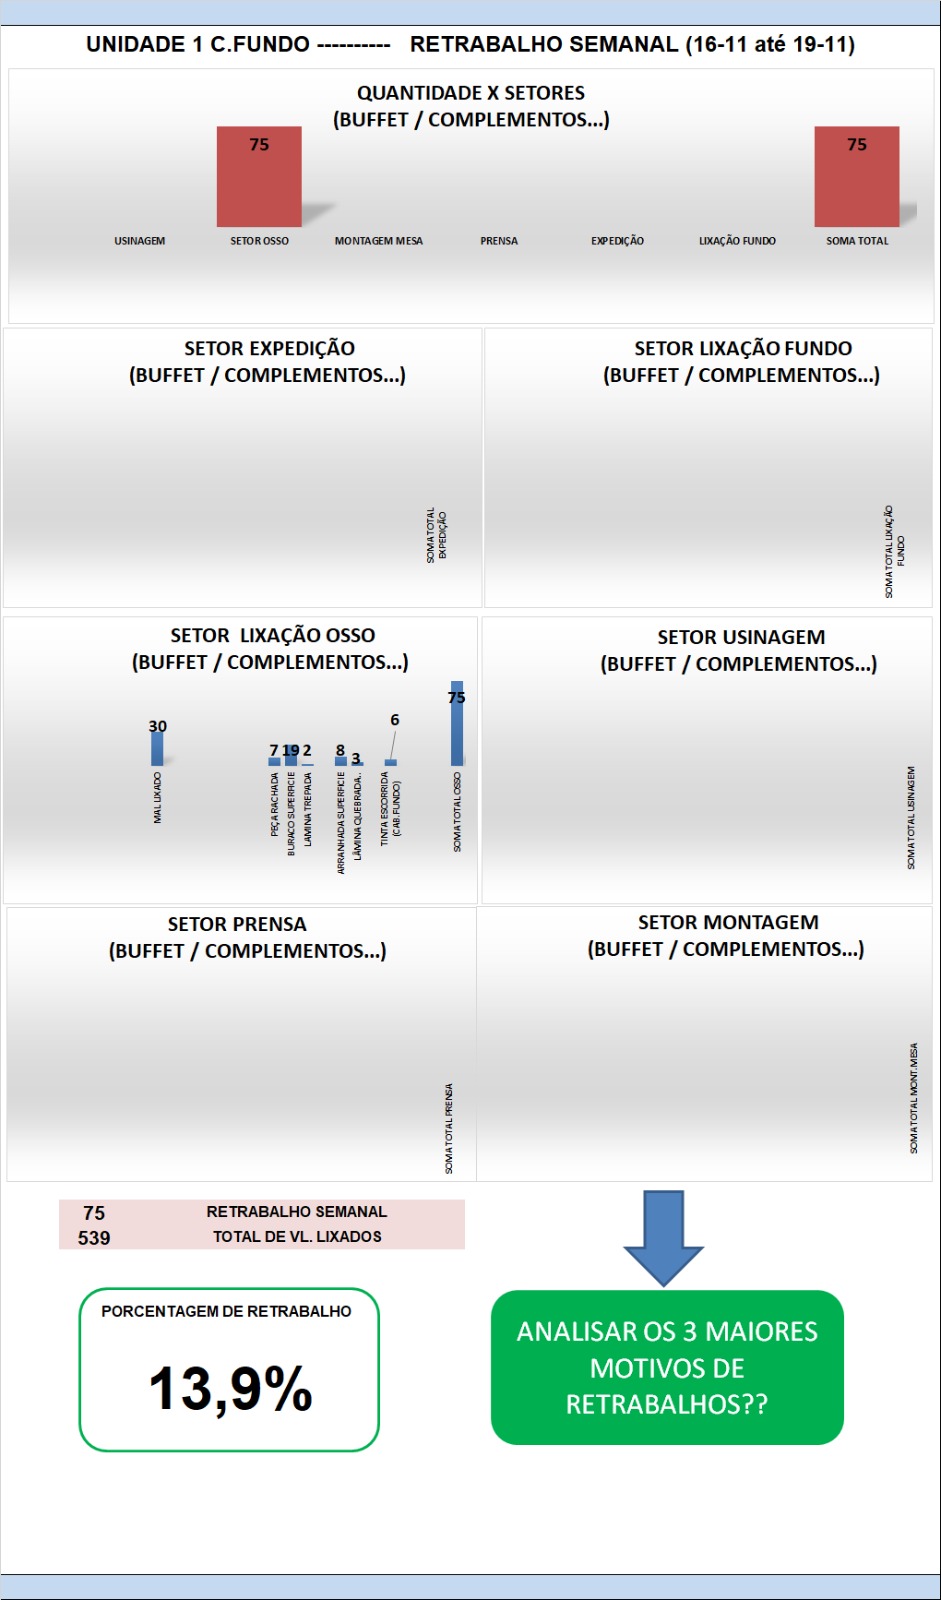 UNIDADE 1 C.FUNDO ---------- RETRABALHO SEMANAL (16-11 até 19-11)
QUANTIDADE X SETORES
(BUFFET / COMPLEMENTOS...)
75
75
USINAGEM
SETOR OSSO
MONTAGEM MESA
PRENSA
EXPEDIÇÃO
LIXAÇÃO FUNDO
SOMA TOTAL
SETOR EXPEDIÇÃO
(BUFFET / COMPLEMENTOS...)
SOMA TOTAL
EXPEDIÇÃO
SETOR LIXAÇÃO FUNDO
(BUFFET / COMPLEMENTOS...)
SOMA TOTAL LIXAÇÃO
FUNDO
SETOR LIXAÇÃO OSSO
(BUFFET / COMPLEMENTOS...)
30
7
19
2
8
3
6
75
MAL LIXADO
PEÇA RACHADA
BURACO SUPERFICIE
LAMINA TREPADA
ARRANHADA SUPERFICIE
LÂMINA QUEBRADA..
TINTA ESCORRIDA
(CAB.FUNDO)
SOMA TOTAL OSSO
SETOR USINAGEM
(BUFFET / COMPLEMENTOS...)
SOMA TOTAL USINAGEM
SETOR PRENSA
(BUFFET / COMPLEMENTOS...)
SOMA TOTAL PRENSA
SETOR MONTAGEM
(BUFFET / COMPLEMENTOS...)
SOMA TOTAL MONT.MESA
75 RETRABALHO SEMANAL
539 TOTAL DE VL. LIXADOS
PORCENTAGEM DE RETRABALHO
13,9%
ANALISAR OS 3 MAIORES
MOTIVOS DE
RETRABALHOS??